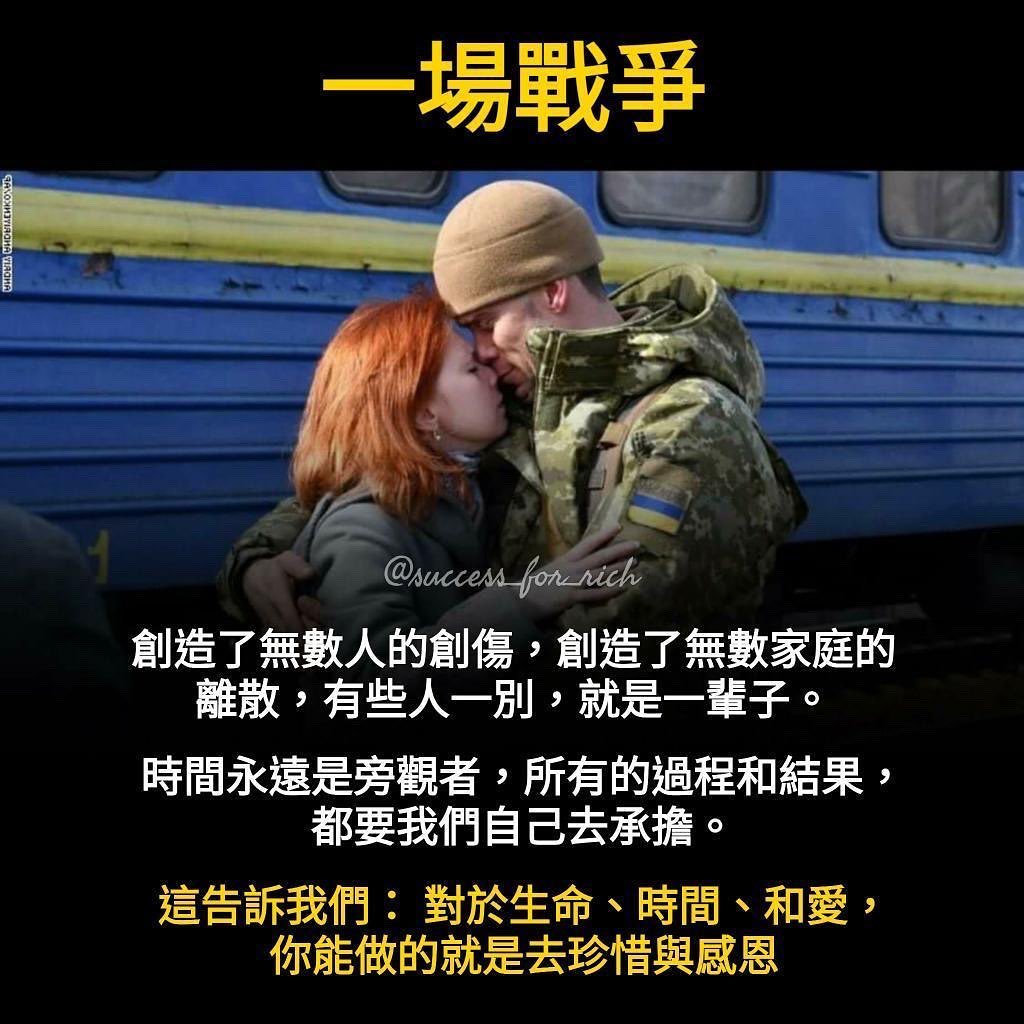 一場戰爭
@success_for_rich
創造了無數人的創傷，創造了無數家庭的
離散，有些人一別，就是一輩子。
時間永遠是旁觀者，所有的過程和結果，
都要我們自己去承擔。
這告訴我們： 對於生命、時間、和愛，
你能做的就是去珍惜與感恩